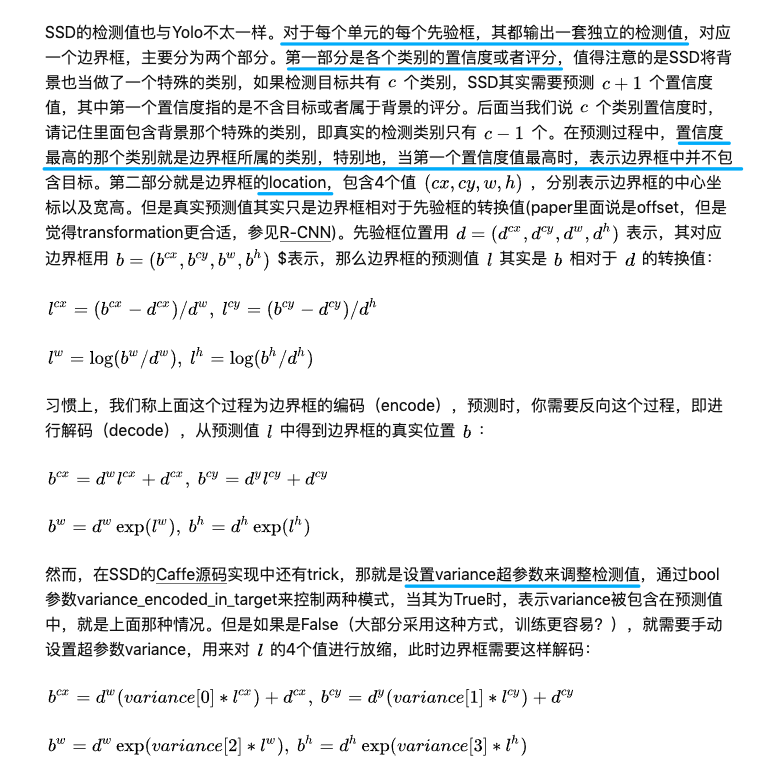 SSD的检测值也与Yolo不太一样。对于每个单元的每个先验框，其都输出一套独立的检测值，对应
一个边界框，主要分为两个部分。第一部分是各个类别的置信度或者评分，值得注意的是SSD将背
景也当做了一个特殊的类别，如果检测目标共有 c 个类别，SSD其实需要预测 c + 1 个置信度
值，其中第一个置信度指的是不含目标或者属于背景的评分。后面当我们说 c 个类别置信度时，
请记住里面包含背景那个特殊的类别，即真实的检测类别只有 c − 1 个。在预测过程中，置信度
最高的那个类别就是边界框所属的类别，特别地，当第一个置信度值最高时，表示边界框中并不包
含目标。第二部分就是边界框的location，包含4个值 (cx, cy, w, h) ，分别表示边界框的中心坐
标以及宽高。但是真实预测值其实只是边界框相对于先验框的转换值(paper里面说是offset，但是
觉得transformation更合适，参见R-CNN)。先验框位置用 d = (d^{cx}, d^{cy}, d^w, d^h) 表示，其对应
边界框用 b = (b^{cx}, b^{cy}, b^w, b^h) $表示，那么边界框的预测值 l 其实是 b 相对于 d 的转换值：
l^{cx} = (b^{cx} − d^{cx})/d^w, l^{cy} = (b^{cy} − d^{cy})/d^h
l^w = log(b^w/d^w), l^h = log(b^h/d^h)
习惯上，我们称上面这个过程为边界框的编码（encode），预测时，你需要反向这个过程，即进
行解码（decode），从预测值 l 中得到边界框的真实位置 b ：
b^{cx} = d^w l^{cx} + d^{cx}, b^{cy} = d^y l^{cy} + d^{cy}
b^w = d^w exp(l^w), b^h = d^h exp(l^h)
然而，在SSD的Caffe源码实现中还有trick，那就是设置variance超参数来调整检测值，通过bool
参数variance_encoded_in_target来控制两种模式，当其为True时，表示variance被包含在预测值
中，就是上面那种情况。但是如果是False（大部分采用这种方式，训练更容易？），就需要手动
设置超参数variance，用来对 l 的4个值进行放缩，此时边界框需要这样解码：
b^{cx} = d^w(variance[0] ∗ l^{cx}) + d^{cx}, b^{cy} = d^y(variance[1] ∗ l^{cy}) + d^{cy}
b^w = d^w exp(variance[2] ∗ l^w), b^h = d^h exp(variance[3] ∗ l^h)